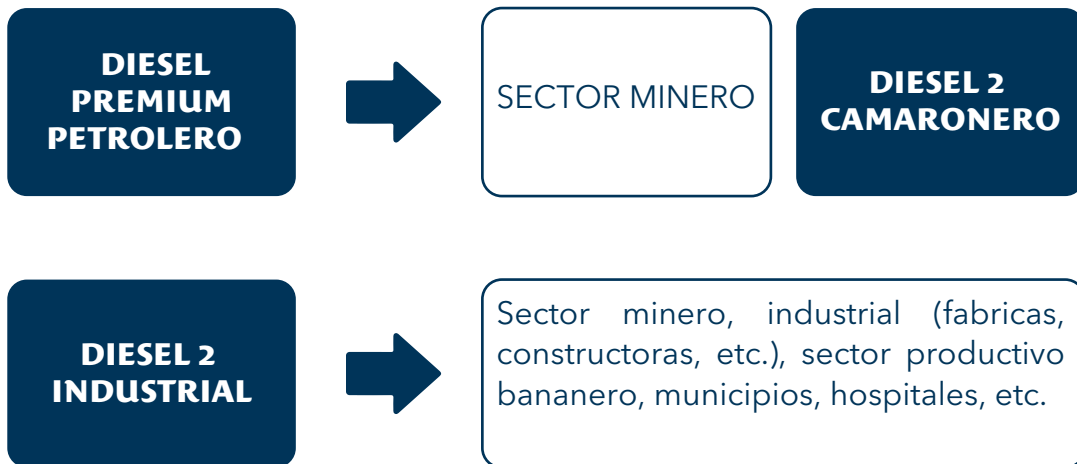 DIESEL
PREMIUM
PETROLERO
SECTOR MINERO
DIESEL 2
CAMARONERO
DIESEL 2
INDUSTRIAL
Sector minero, industrial (fabricas,
constructoras, etc.), sector productivo
bananero, municipios, hospitales, etc.